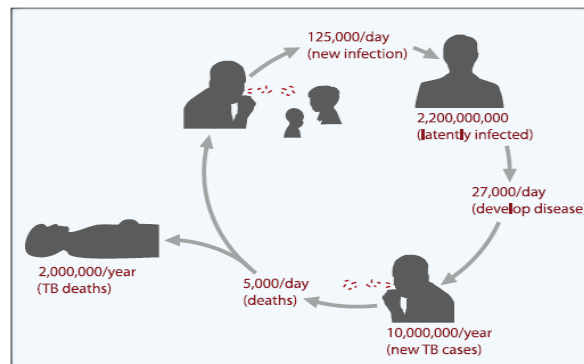 125,000/day
(new infection)
2,200,000,000
(latently infected)
27,000/day
(develop disease)
10,000,000/year
(new TB cases)
5,000/day
(deaths)
2,000,000/year
(TB deaths)